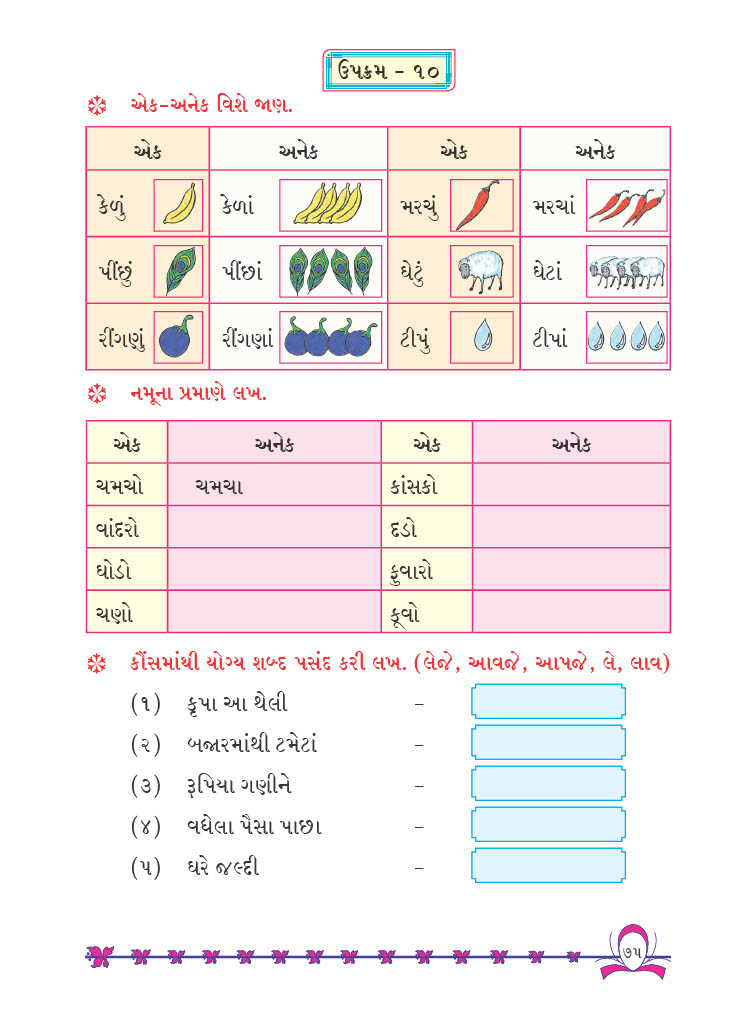 ઉપક્રમ - ૧૦
એક-અનેક વિશે જાણ.
એક અનેક એક અનેક
કેળું કેળાં મરચું મરચાં
પીંછું પીંછાં ઘેટું ઘેટાં
રીંગણું રીંગણાં ટીપું ટીપાં
નમૂના પ્રમાણે લખ.
એક અનેક એક અનેક
ચમચો ચમચા કાંસકો
વાંદરો દડો
ઘોડો ફુવારો
ચણો કૂવો
કૌંસમાંથી યોગ્ય શબ્દ પસંદ કરી લખ. (લેજે, આવજે, આપજે, લે, લાવ)
(૧) કૃપા આ થેલી -
(૨) બજારમાંથી ટમેટાં -
(૩) રૂપિયા ગણીને -
(૪) વધેલા પૈસા પાછા -
(૫) ઘરે જલ્દી -
૭૫